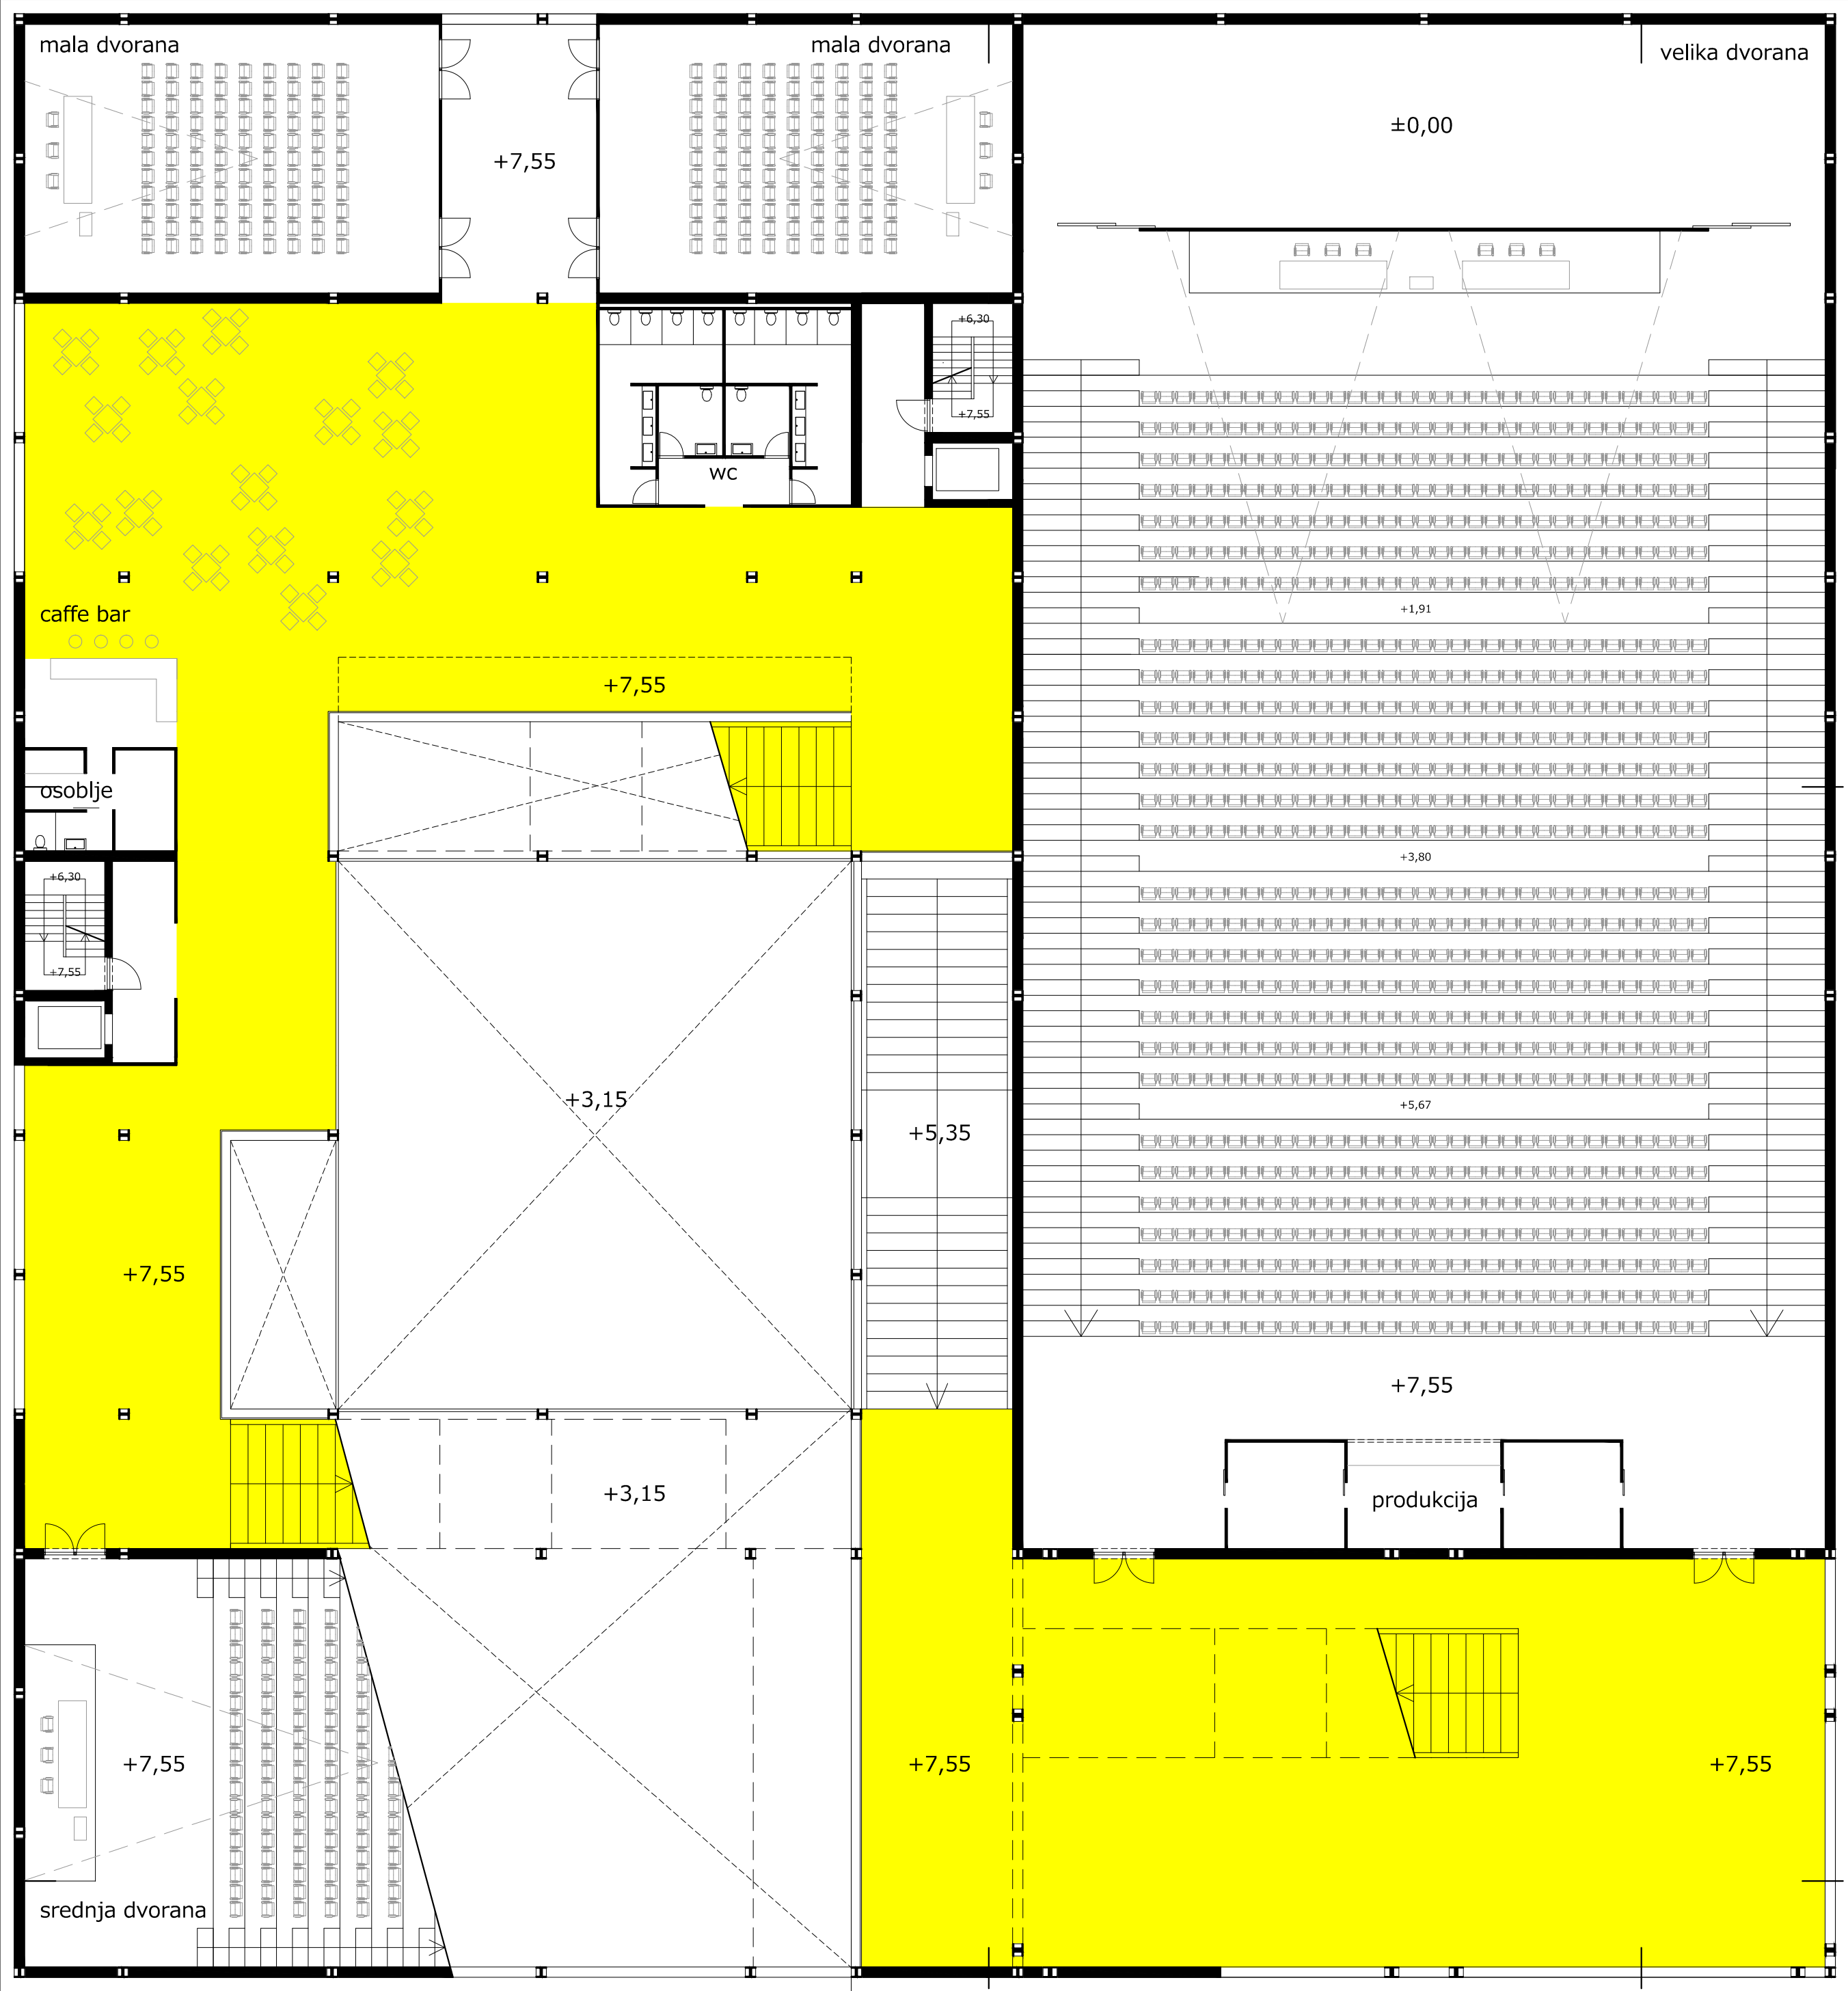 mala dvorana
mala dvorana
velika dvorana
±0,00
+7,55
+6,30
+7,55
wc
+1,91
caffe bar
+7,55
osoblje
+3,80
+6,30
+7,55
+3,15
+5,67
+5,35
+7,55
+7,55
+3,15
produkcija
+7,55
+7,55
+7,55
srednja dvorana